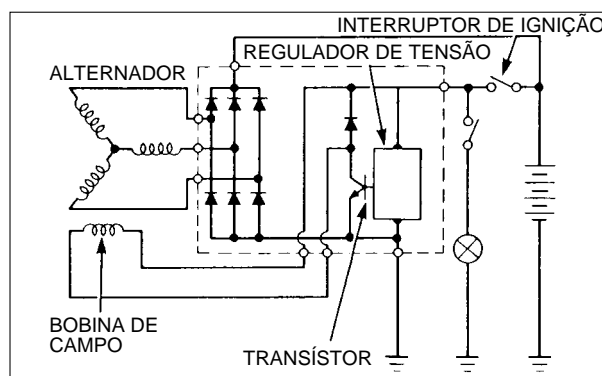 INTERRUPTOR DE IGNIÇÃO
REGULADOR DE TENSÃO
ALTERNADOR
BOBINA DE
CAMPO
TRANSÍSTOR